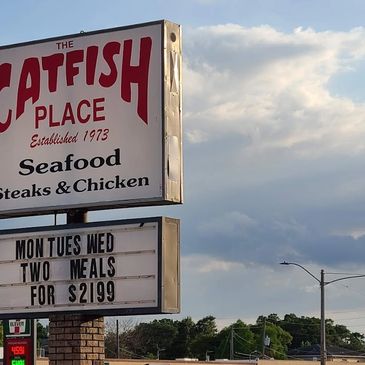 THE
CATFISH
PLACE
Established 1973
Seafood
Steaks & Chicken
MON TUES WED
TWO MEALS
FOR $2199